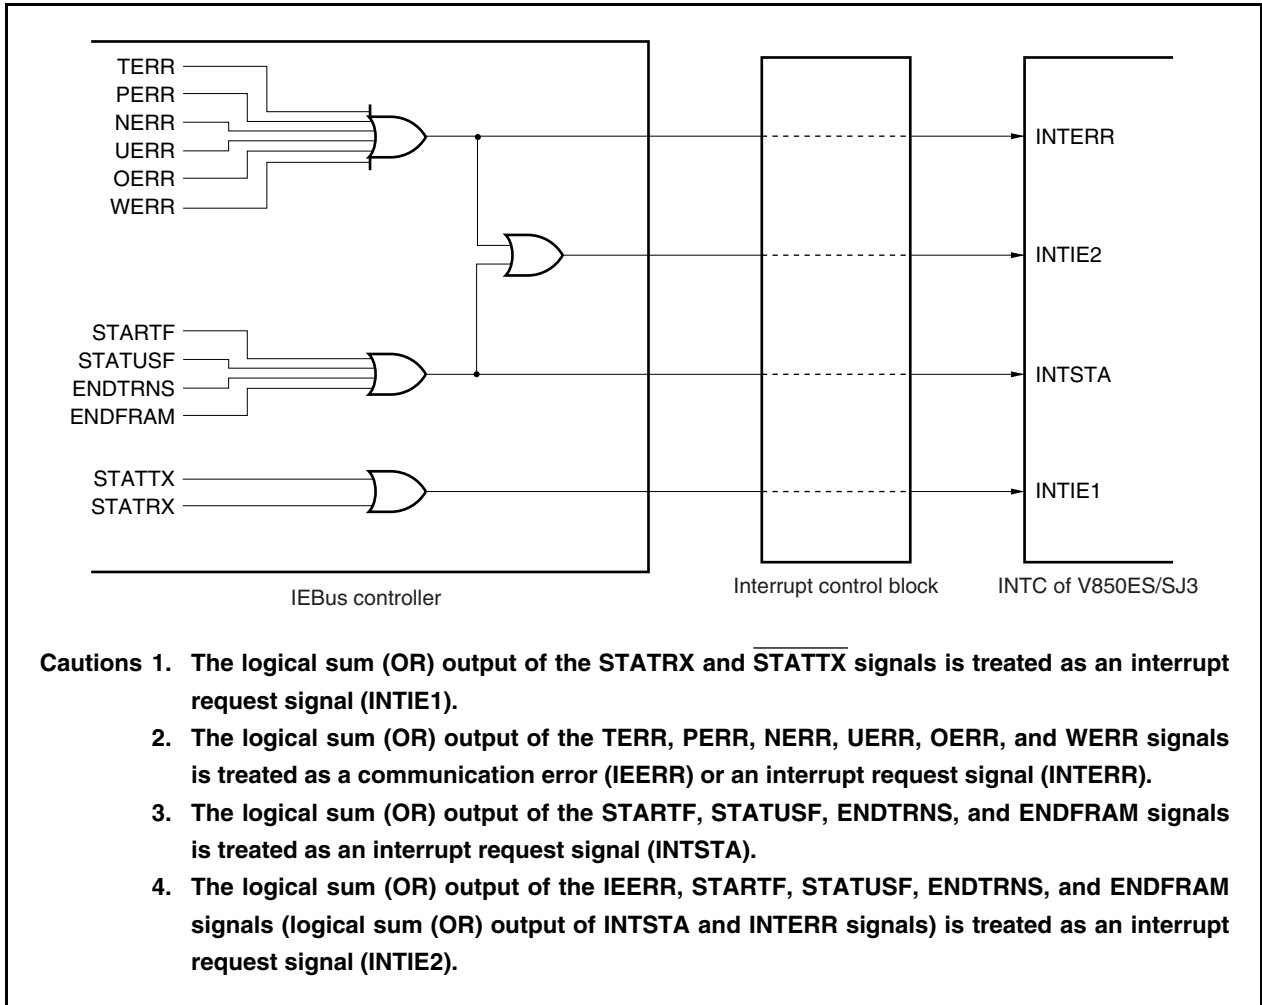 TERR
PERR
NERR
UERR
OERR
WERR
INTERR
INTIE2
STARTF
STATUSF
ENDTRNS
ENDFRAM
INTSTA
STATTX
STATRX
INTIE1
IEBus controller
Interrupt control block
INTC of V850ES/SJ3
Cautions 1. The logical sum (OR) output of the STATRX and STATTX signals is treated as an interrupt
request signal (INTIE1).
2. The logical sum (OR) output of the TERR, PERR, NERR, UERR, OERR, and WERR signals
is treated as a communication error (IEERR) or an interrupt request signal (INTERR).
3. The logical sum (OR) output of the STARTF, STATUSF, ENDTRNS, and ENDFRAM signals
is treated as an interrupt request signal (INTSTA).
4. The logical sum (OR) output of the IEERR, STARTF, STATUSF, ENDTRNS, and ENDFRAM
signals (logical sum (OR) output of INTSTA and INTERR signals) is treated as an interrupt
request signal (INTIE2).